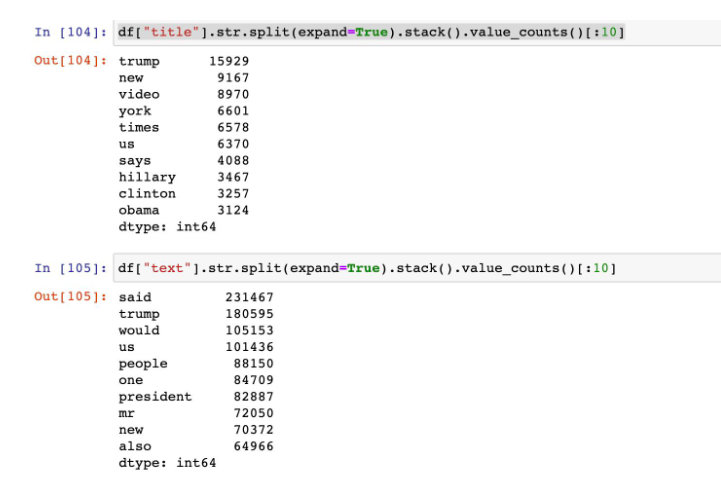 In [104]: df["title"].str.split(expand=True).stack().value_counts()[:10]
Out[104]: trump 15929
new 9167
video 8970
york 6601
times 6578
us 6370
says 4088
hillary 3467
clinton 3257
obama 3124
dtype: int64
In [105]: df["text"].str.split(expand=True).stack().value_counts()[:10]
Out[105]: said 231467
trump 180595
would 105153
us 101436
people 88150
one 84709
president 82887
mr 72050
new 70372
also 64966
dtype: int64